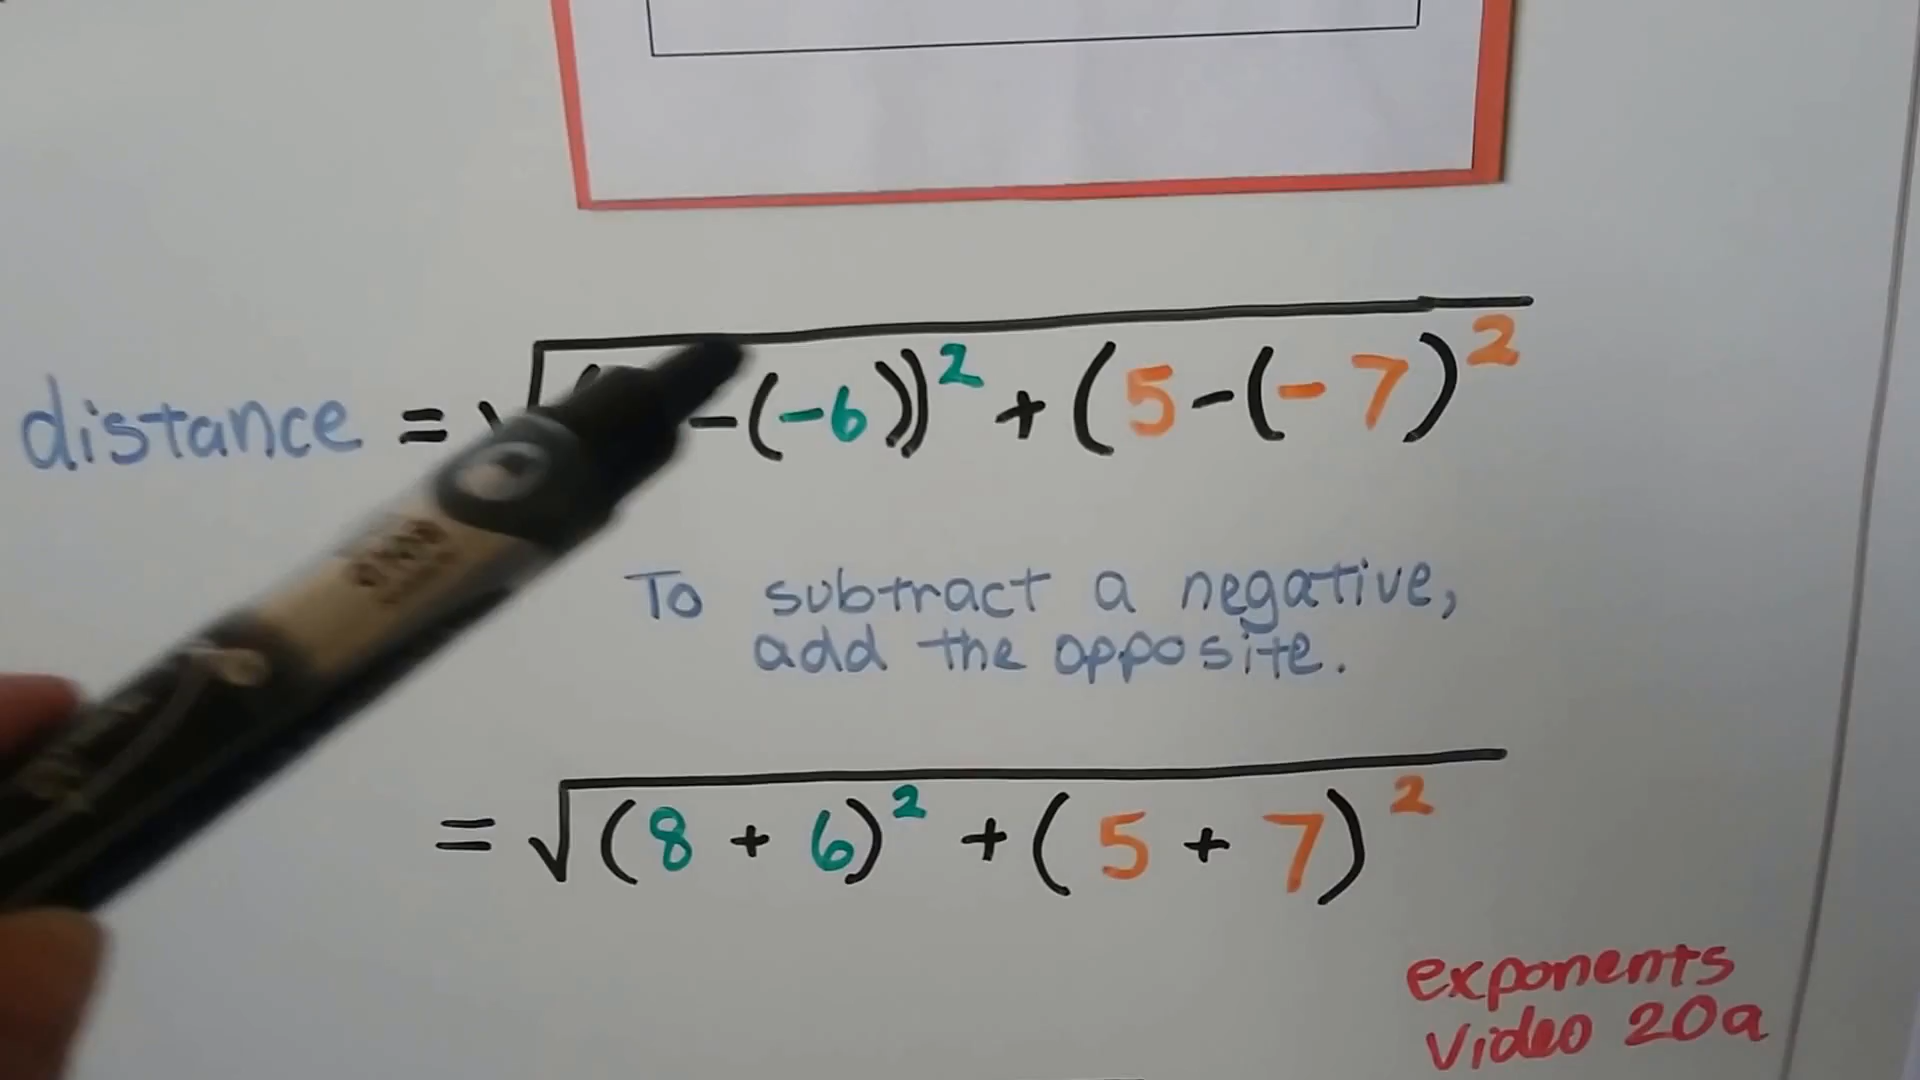 distance = √( -(-6))² + (5-(-7)²
To subtract a negative,
add the opposite.
= √(8 + 6)² + (5 + 7)²
exponents
video 20a